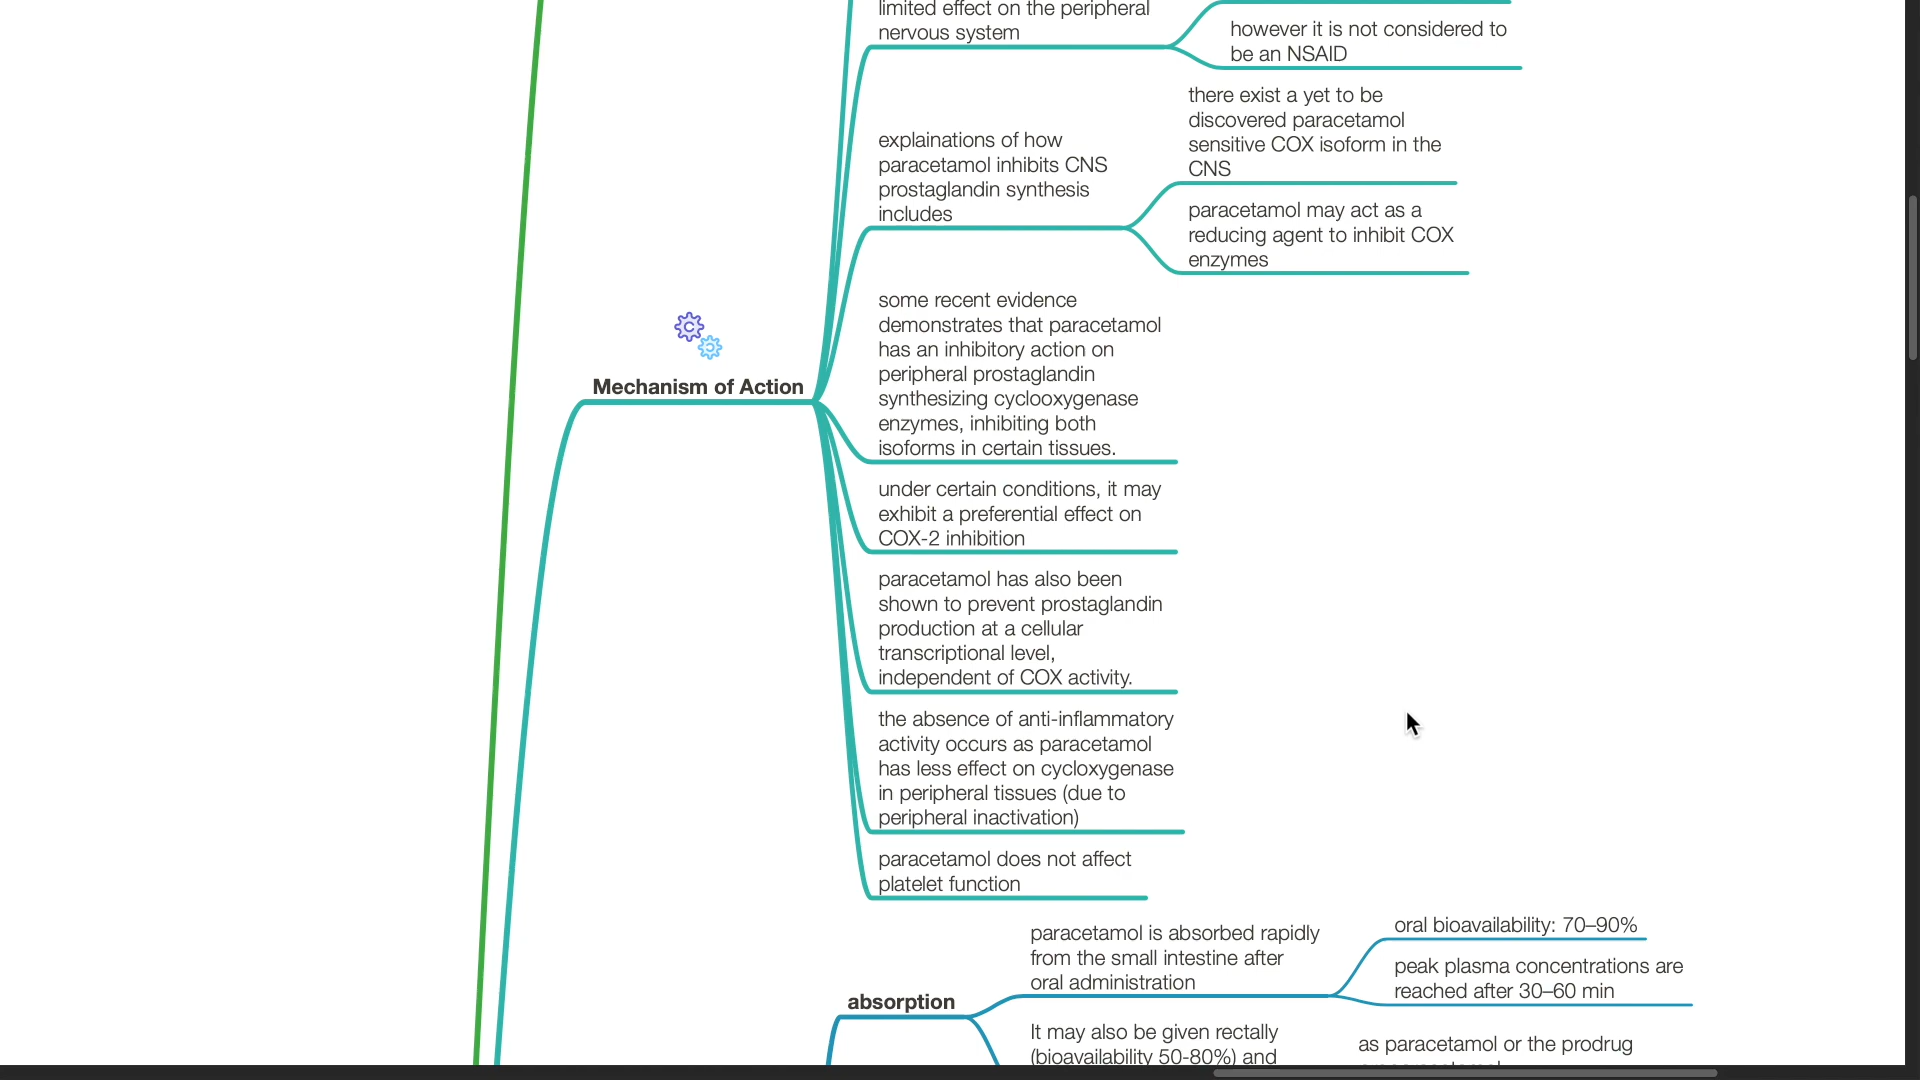 limited effect on the peripheral
nervous system
however it is not considered to
be an NSAID
explainations of how
paracetamol inhibits CNS
prostaglandin synthesis
includes
there exist a yet to be
discovered paracetamol
sensitive COX isoform in the
CNS
paracetamol may act as a
reducing agent to inhibit COX
enzymes
Mechanism of Action
some recent evidence
demonstrates that paracetamol
has an inhibitory action on
peripheral prostaglandin
synthesizing cyclooxygenase
enzymes, inhibiting both
isoforms in certain tissues.
under certain conditions, it may
exhibit a preferential effect on
COX-2 inhibition
paracetamol has also been
shown to prevent prostaglandin
production at a cellular
transcriptional level,
independent of COX activity.
the absence of anti-inflammatory
activity occurs as paracetamol
has less effect on cycloxygenase
in peripheral tissues (due to
peripheral inactivation)
paracetamol does not affect
platelet function
absorption
paracetamol is absorbed rapidly
from the small intestine after
oral administration
oral bioavailability: 70–90%
peak plasma concentrations are
reached after 30–60 min
It may also be given rectally
(bioavailability 50-80%) and
as paracetamol or the prodrug